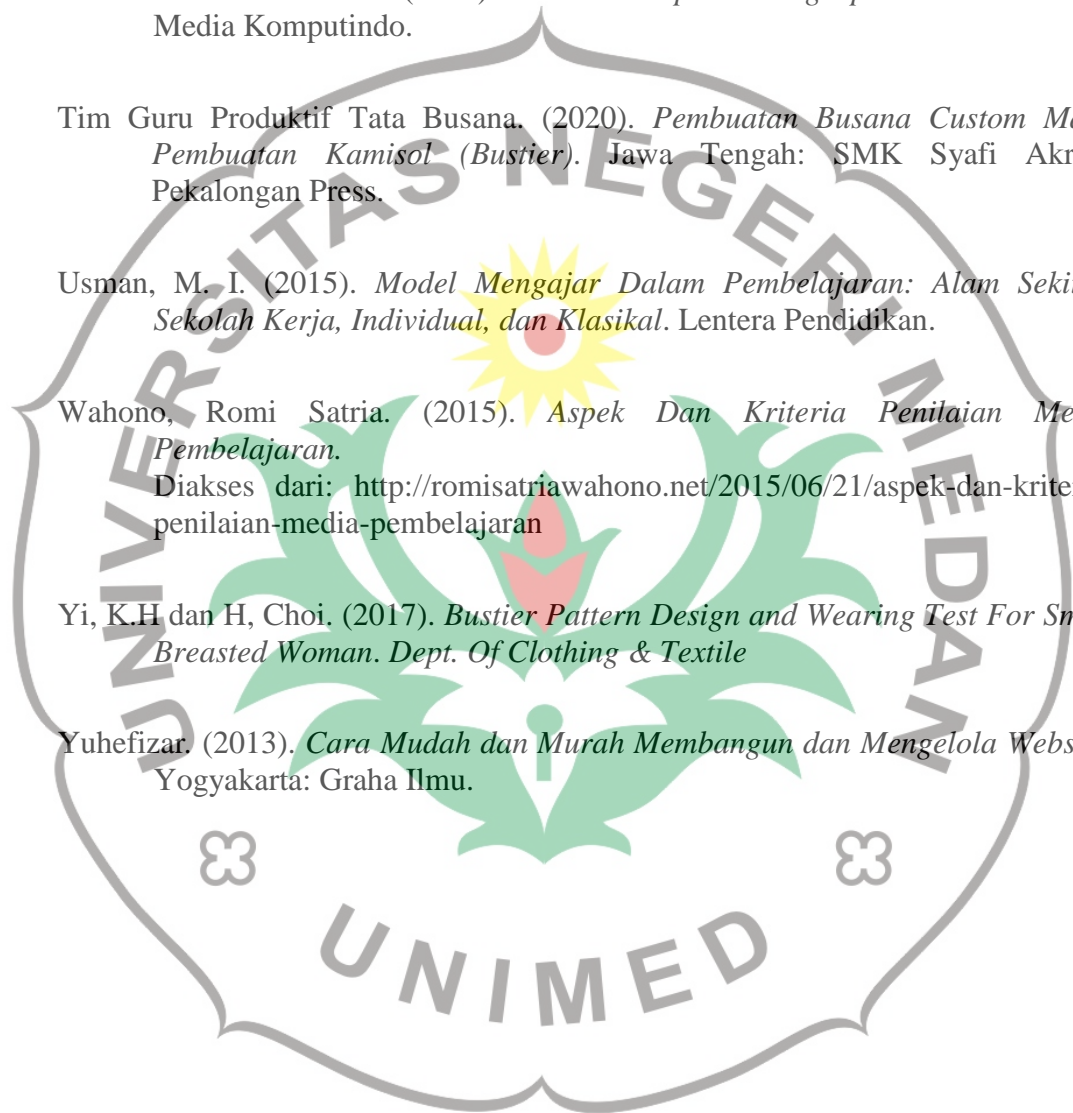 Media Komputindo.
Tim Guru Produktif Tata Busana. (2020). Pembuatan Busana Custom
Pembuatan Kamisol (Bustier). Jawa Tengah: SMK Syafi
Pekalongan Press.
Usman, M. I. (2015). Model Mengajar Dalam Pembelajaran: Alam
Sekolah Kerja, Individual, dan Klasikal. Lentera Pendidikan.
Wahono, Romi Satria. (2015). Aspek Dan Kriteria Penilaian
Pembelajaran.
Diakses dari: http://romisatriawahono.net/2015/06/21/aspek-dan-
penilaian-media-pembelajaran
Yi, K.H dan H, Choi. (2017). Bustier Pattern Design and Wearing Test For
Breasted Woman. Dept. Of Clothing & Textile
Yuhefizar. (2013). Cara Mudah dan Murah Membangun dan Mengelola
Yogyakarta: Graha Ilmu.
UNIVERSITAS NEGERI MEDAN
UNIMED